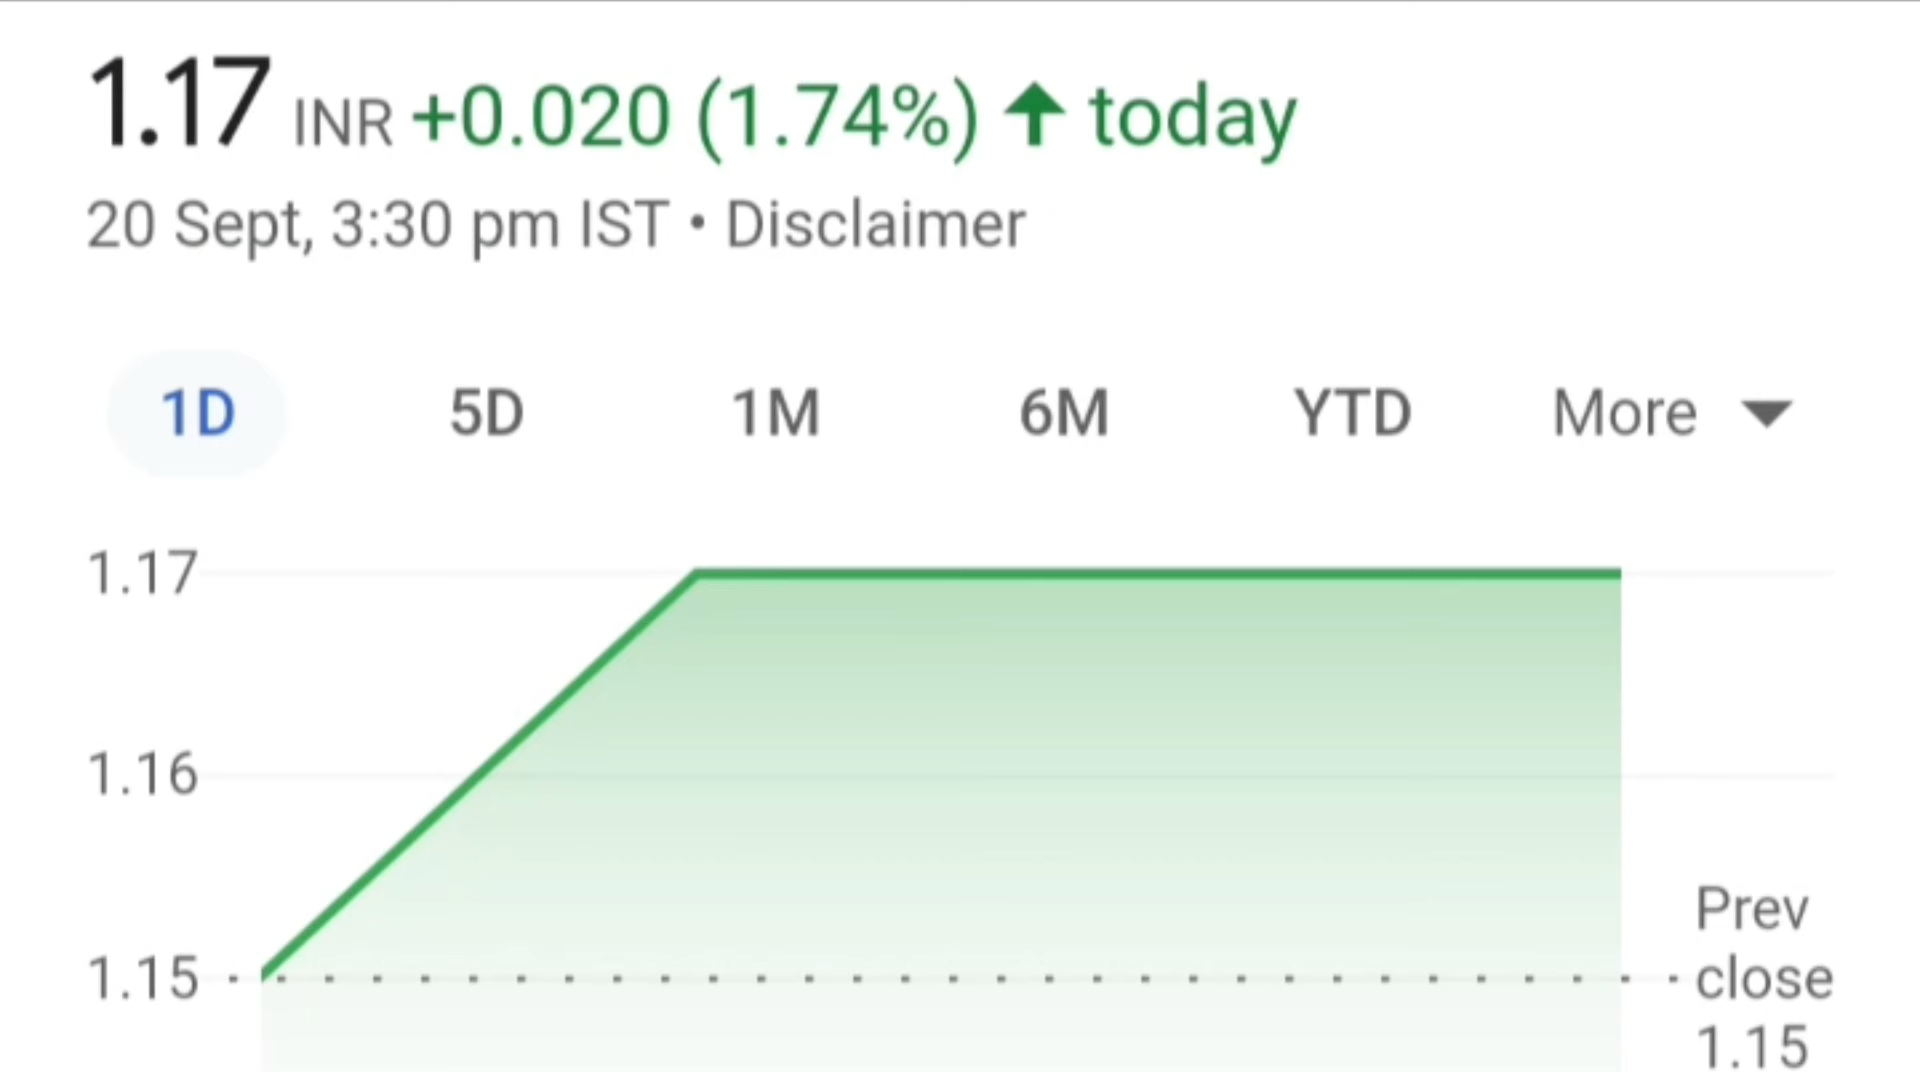 1.17 INR +0.020 (1.74%) ↑ today
20 Sept, 3:30 pm IST • Disclaimer
1D 5D 1M 6M YTD More
1.17
1.16
1.15
Prev
close
1.15